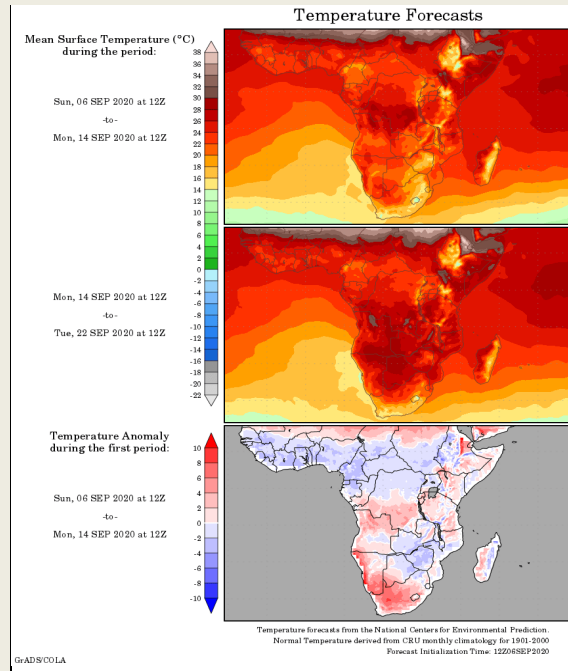 Temperature Forecasts
Mean Surface Temperature (°C)
during the period:
Sun, 06 SEP 2020 at 12Z
-to-
Mon, 14 SEP 2020 at 12Z
38
36
34
32
30
28
26
24
22
20
18
16
14
12
10
8
6
4
2
0
-2
-4
-6
-8
-10
-12
-14
-16
-18
-20
-22
Mon, 14 SEP 2020 at 12Z
-to-
Tue, 22 SEP 2020 at 12Z
Temperature Anomaly
during the first period:
Sun, 06 SEP 2020 at 12Z
-to-
Mon, 14 SEP 2020 at 12Z
10
8
6
4
2
0
-2
-4
-6
-8
-10
Temperature forecasts from the National Centers for Environmental Prediction.
Normal Temperature derived from CRU monthly climatology for 1901-2000
Forecast Initialization Time: 12Z06SEP2020
GrADS/COLA